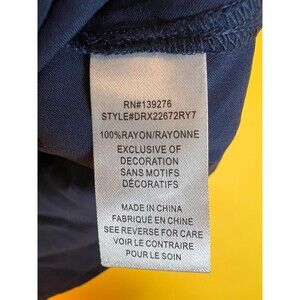 RN#139276
STYLE#DRX22672RY7
100%RAYON/RAYONNE
EXCLUSIVE OF
DECORATION
SANS MOTIFS
DÉCORATIFS
MADE IN CHINA
FABRIQUÉ EN CHINE
SEE REVERSE FOR CARE
VOIR LE CONTRAIRE
POUR LE SOIN